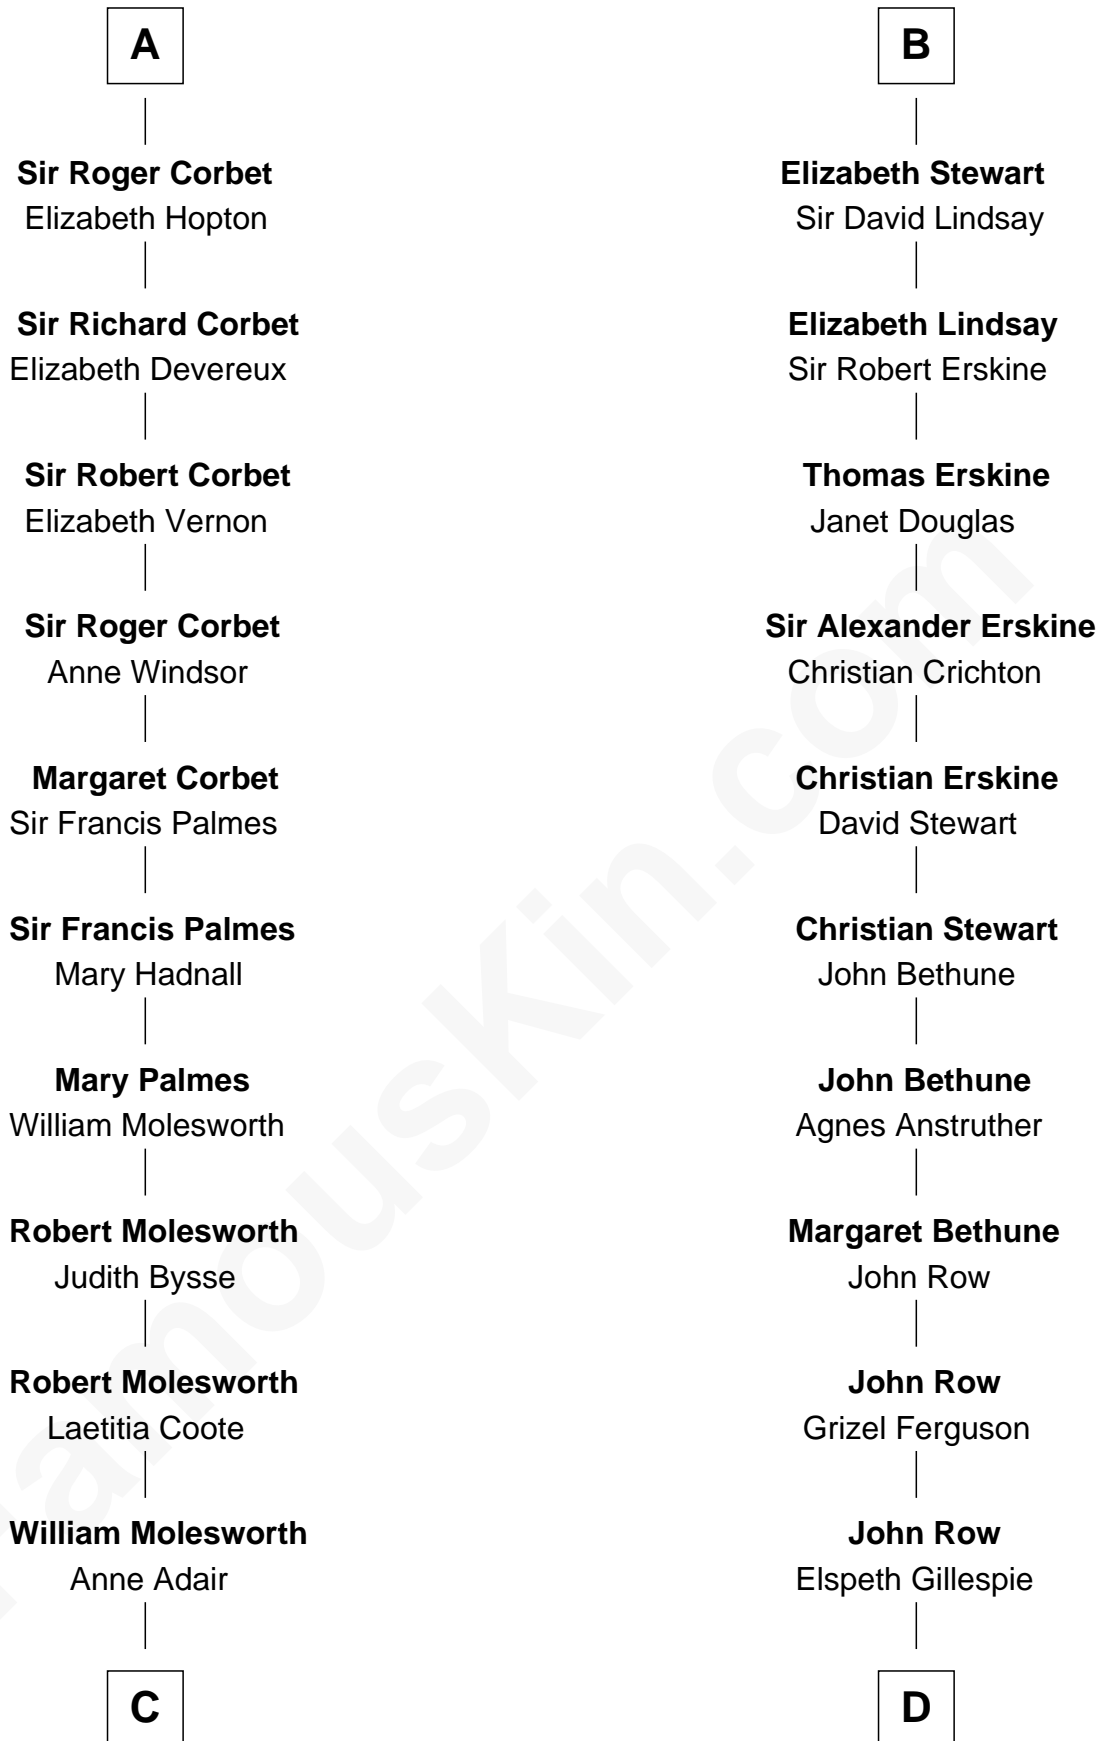 A
Sir Roger Corbet
Elizabeth Hopton
Sir Richard Corbet
Elizabeth Devereux
Sir Robert Corbet
Elizabeth Vernon
Sir Roger Corbet
Anne Windsor
Margaret Corbet
Sir Francis Palmes
Sir Francis Palmes
Mary Hadnall
Mary Palmes
William Molesworth
Robert Molesworth
Judith Bysse
Robert Molesworth
Laetitia Coote
William Molesworth
Anne Adair
C
B
Elizabeth Stewart
Sir David Lindsay
Elizabeth Lindsay
Sir Robert Erskine
Thomas Erskine
Janet Douglas
Sir Alexander Erskine
Christian Crichton
Christian Erskine
David Stewart
Christian Stewart
John Bethune
John Bethune
Agnes Anstruther
Margaret Bethune
John Row
John Row
Grizel Ferguson
John Row
Elspeth Gillespie
D
FamousKin.com